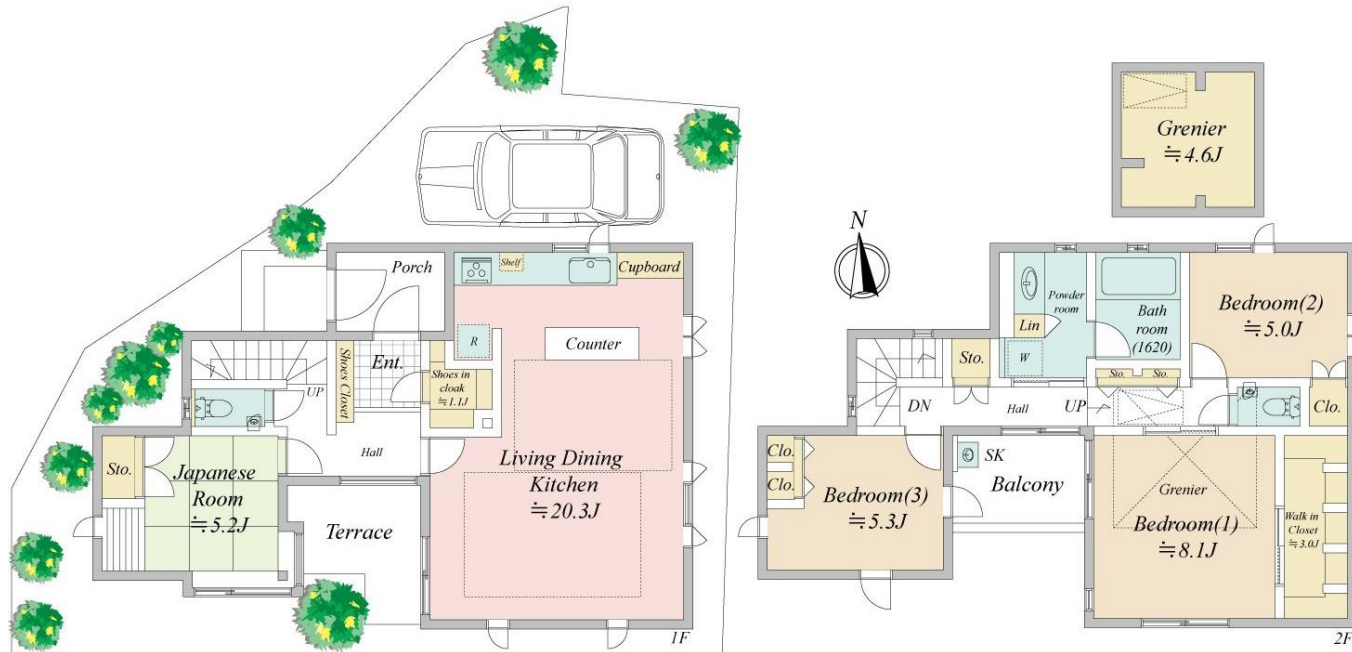 Porch
Shelf
Cupboard
R
Counter
Ent.
Shoes Closet
Shoes in
cloak
≒1.1J
UP
Hall
Sto.
Japanese
Room
≒5.2J
Living Dining
Kitchen
≒20.3J
Terrace
1F
N
Grenier
≒4.6J
Powder
room
Lin
W
Bath
room
(1620)
Bedroom(2)
≒5.0J
Sto.
Sto.
Sto.
DN
Hall
UP
Clo.
Clo.
Clo.
SK
Balcony
Bedroom(3)
≒5.3J
Grenier
Bedroom(1)
≒8.1J
Walk in
Closet
≒3.0J
2F